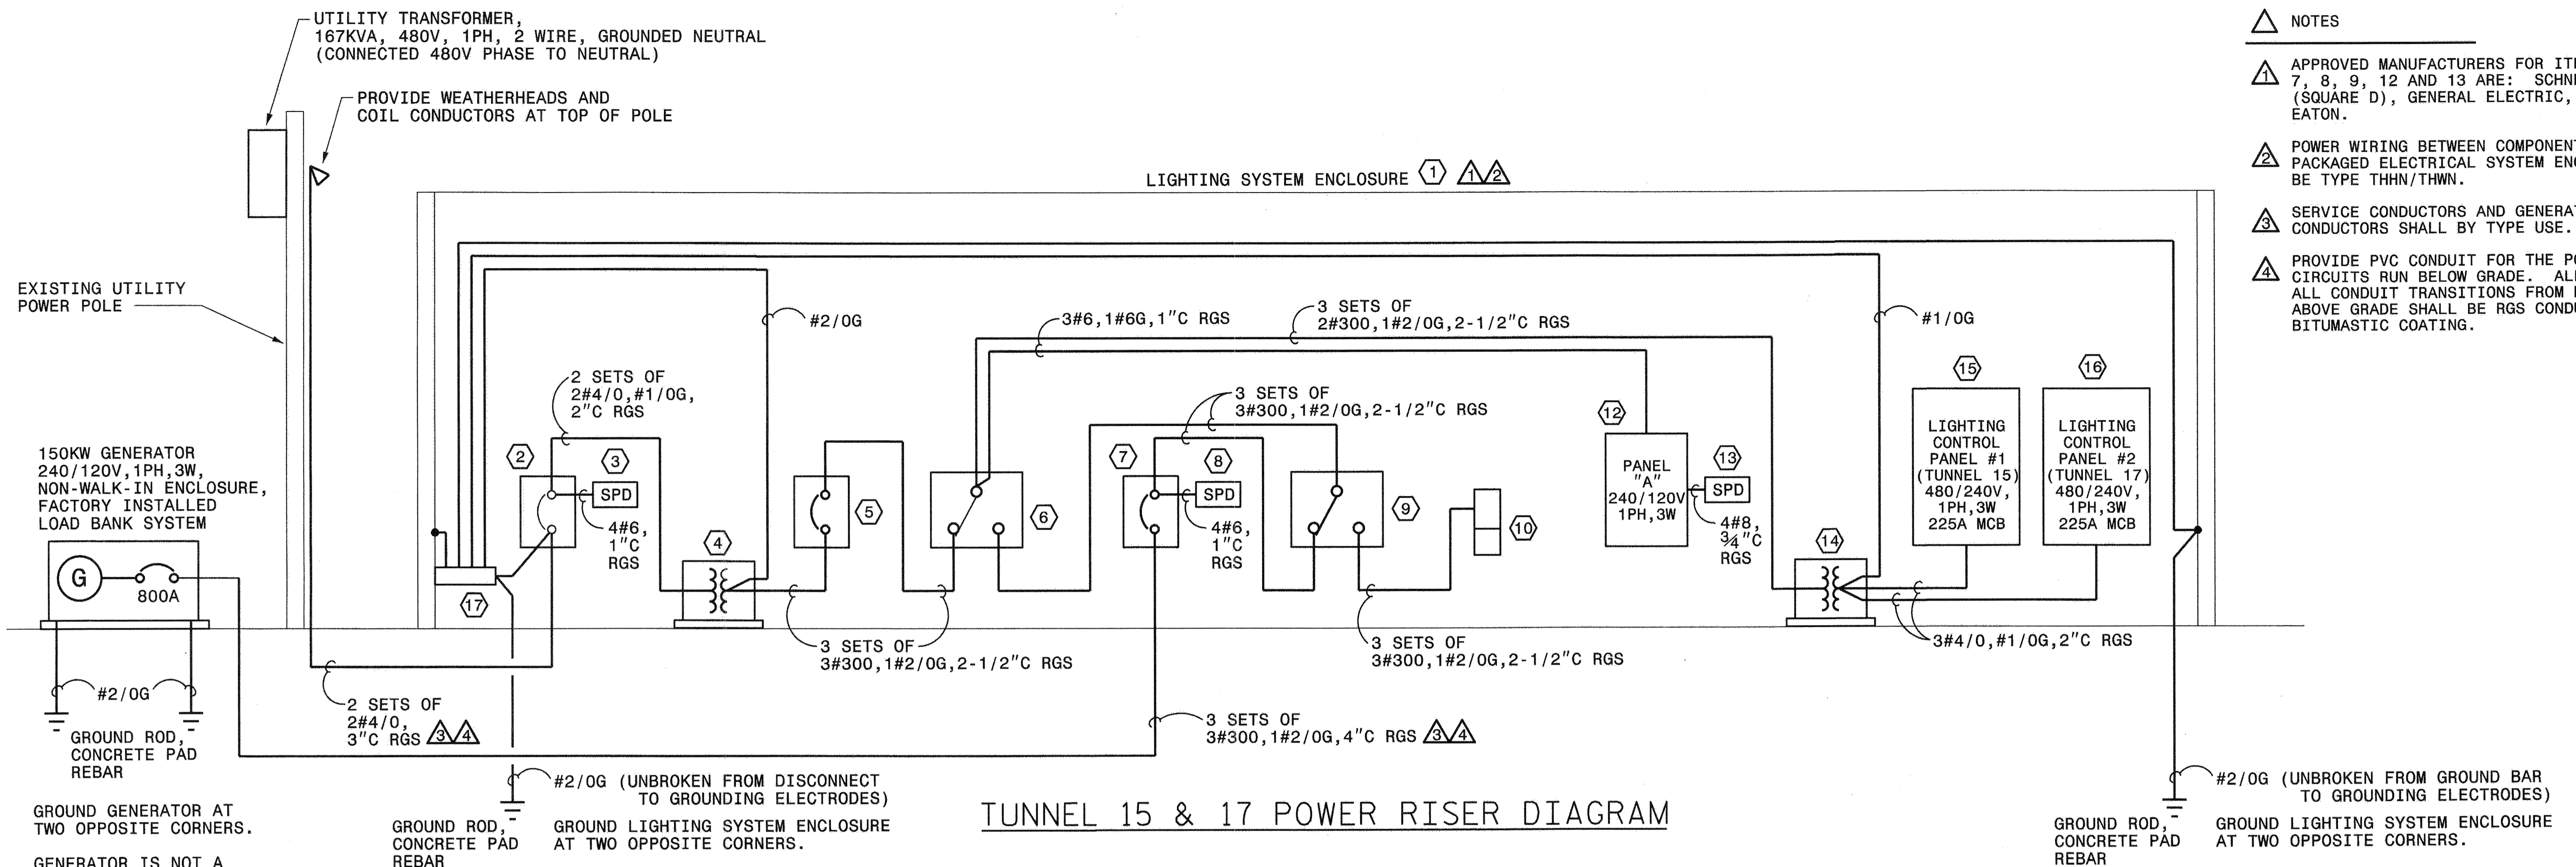 UTILITY TRANSFORMER,
167KVA, 480V, 1PH, 2 WIRE, GROUNDED NEUTRAL
(CONNECTED 480V PHASE TO NEUTRAL)
PROVIDE WEATHERHEADS AND
COIL CONDUCTORS AT TOP OF POLE
EXISTING UTILITY
POWER POLE
LIGHTING SYSTEM ENCLOSURE 1 1 2
NOTES
1 APPROVED MANUFACTURERS FOR
7, 8, 9, 12 AND 13 ARE:
(SQUARE D), GENERAL ELECTRIC,
EATON.
2 POWER WIRING BETWEEN
PACKAGED ELECTRICAL SYSTEM
BE TYPE THHN/THWN.
3 SERVICE CONDUCTORS AND
CONDUCTORS SHALL BY TYPE USE.
4 PROVIDE PVC CONDUIT FOR THE
CIRCUITS RUN BELOW GRADE.
ALL CONDUIT TRANSITIONS FROM
ABOVE GRADE SHALL BE RGS
BITUMASTIC COATING.
#2/0G
3#6,1#6G,1"C RGS
3 SETS OF
2#300,1#2/0G,2-1/2"C RGS
#1/0G
2 SETS OF
2#4/0,#1/0G,
2"C RGS
3 SETS OF
3#300,1#2/0G,2-1/2"C RGS
150KW GENERATOR
240/120V,1PH,3W,
NON-WALK-IN ENCLOSURE,
FACTORY INSTALLED
LOAD BANK SYSTEM
G
800A
2
3
SPD
4#6,
1"C
RGS
4
5
6
7
8
SPD
4#6,
1"C
RGS
9
10
12
PANEL
"A"
240/120V
1PH,3W
13
SPD
4#8,
3/4"C
RGS
14
15
LIGHTING
CONTROL
PANEL #1
(TUNNEL 15)
480/240V,
1PH,3W
225A MCB
16
LIGHTING
CONTROL
PANEL #2
(TUNNEL 17)
480/240V,
1PH,3W
225A MCB
17
3 SETS OF
3#300,1#2/0G,2-1/2"C RGS
3 SETS OF
3#300,1#2/0G,2-1/2"C RGS
3#4/0,#1/0G,2"C RGS
#2/0G
GROUND ROD,
CONCRETE PAD
REBAR
2 SETS OF
2#4/0,
3"C RGS 3 4
3 SETS OF
3#300,1#2/0G,4"C RGS 3 4
GROUND GENERATOR AT
TWO OPPOSITE CORNERS.
GENERATOR IS NOT A
#2/0G (UNBROKEN FROM DISCONNECT
TO GROUNDING ELECTRODES)
GROUND ROD,
CONCRETE PAD
REBAR
GROUND LIGHTING SYSTEM ENCLOSURE
AT TWO OPPOSITE CORNERS.
TUNNEL 15 & 17 POWER RISER DIAGRAM
#2/0G (UNBROKEN FROM GROUND BAR
TO GROUNDING ELECTRODES)
GROUND ROD,
CONCRETE PAD
REBAR
GROUND LIGHTING SYSTEM ENCLOSURE
AT TWO OPPOSITE CORNERS.